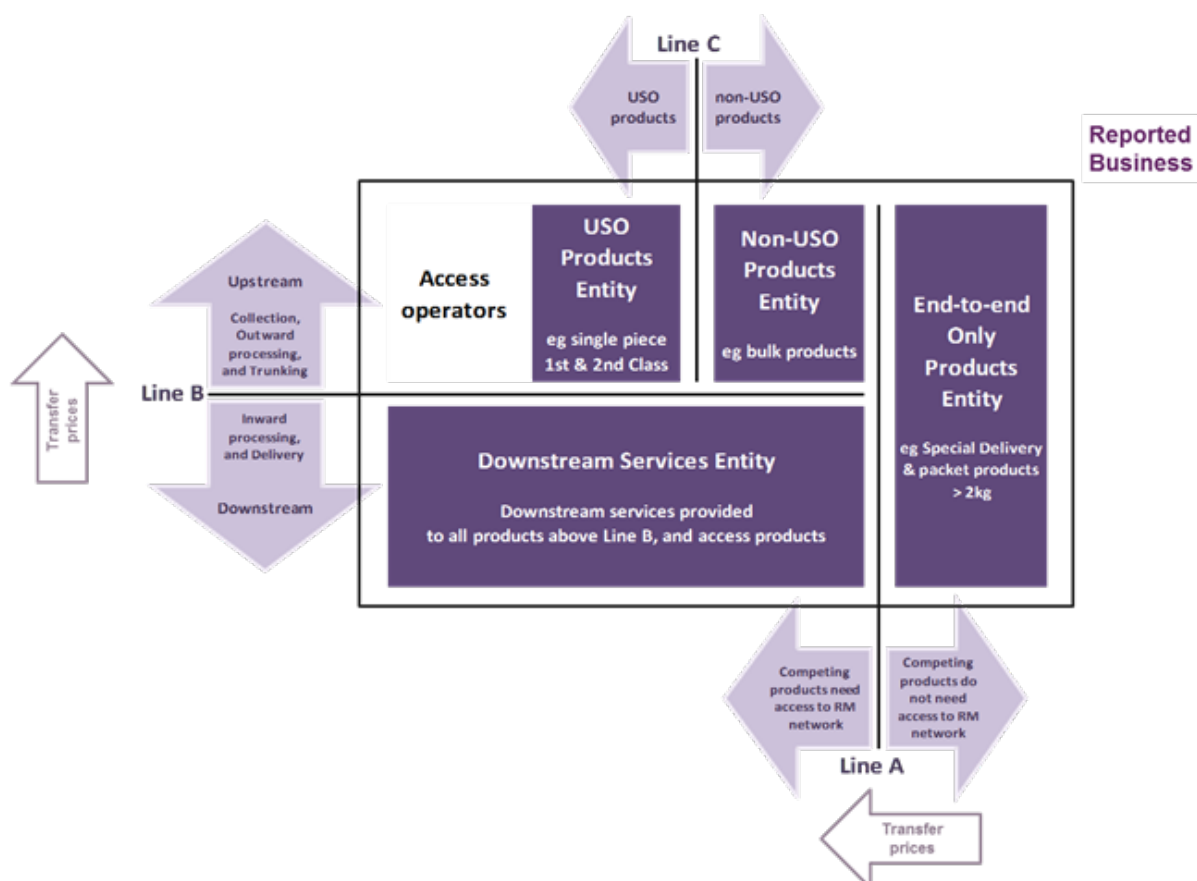 Line C
USO
products
non-USO
products
Reported
Business
Access
operators
USO
Products
Entity
eg single piece
1st & 2nd Class
Non-USO
Products
Entity
eg bulk products
End-to-end
Only
Products
Entity
eg Special Delivery
& packet products
> 2kg
Upstream
Collection,
Outward
processing,
and Trunking
Line B
Inward
processing,
and Delivery
Downstream
Transfer
prices
Downstream Services Entity
Downstream services provided
to all products above Line B, and access products
Competing
products need
access to RM
network
Competing
products do
not need
access to RM
network
Line A
Transfer
prices